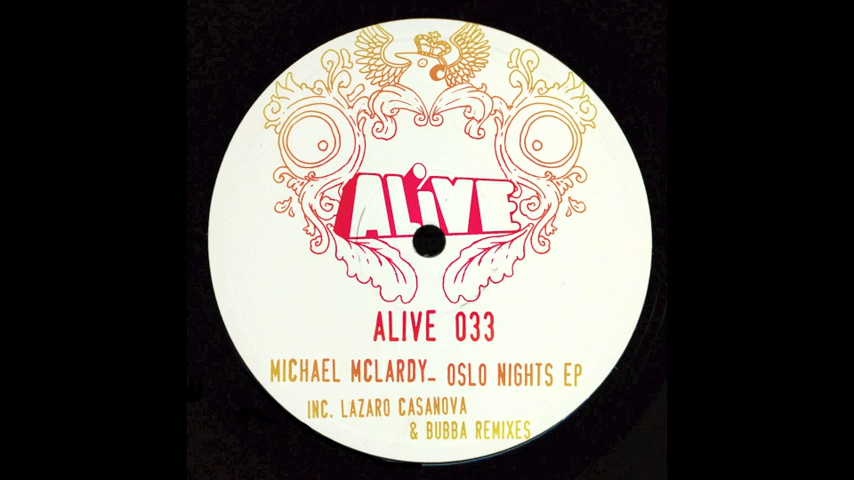 ALiVE
ALIVE 033
MICHAEL MCLARDY_ OSLO NIGHTS EP
INC. LAZARO CASANOVA
& BUBBA REMIXES